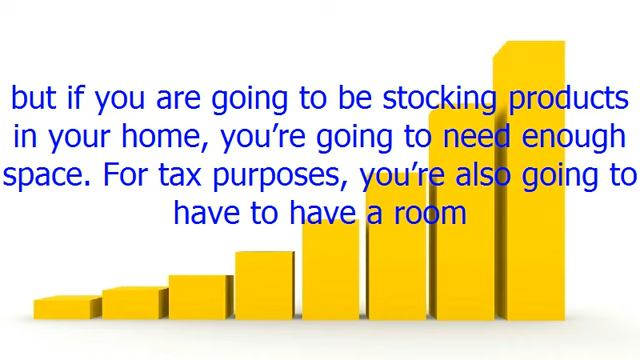 but if you are going to be stocking products
in your home, you’re going to need enough
space. For tax purposes, you’re also going to
have to have a room